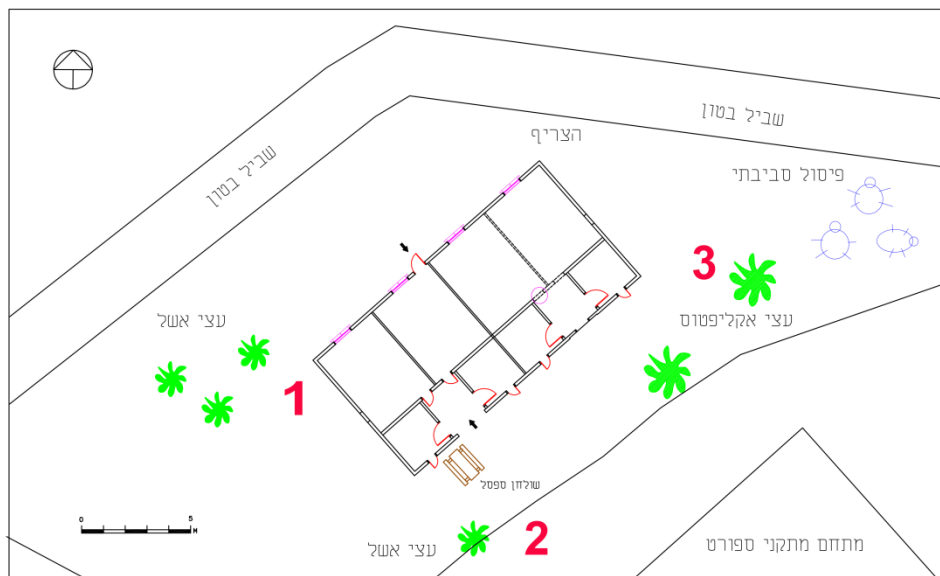 שביל בטון
הצריף
שביל בטון
פיסול סביבתי
3
עצי אקליפטוס
עצי אשל
1
שולחן ספסל
0 5
M
עצי אשל
2
מתחם מתקני ספורט